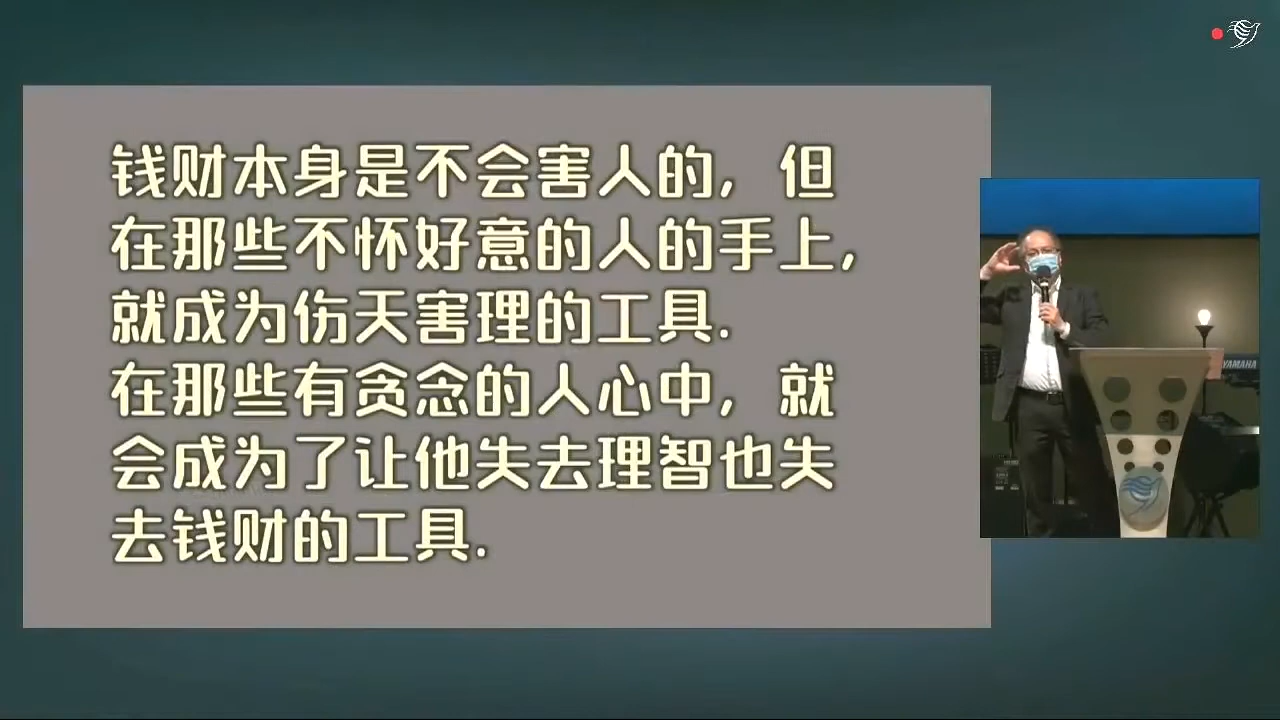 钱财本身是不会害人的, 但
在那些不怀好意的人的手上,
就成为伤天害理的工具.
在那些有贪念的人心中, 就
会成为了让他失去理智也失
去钱财的工具.
YAMAHA